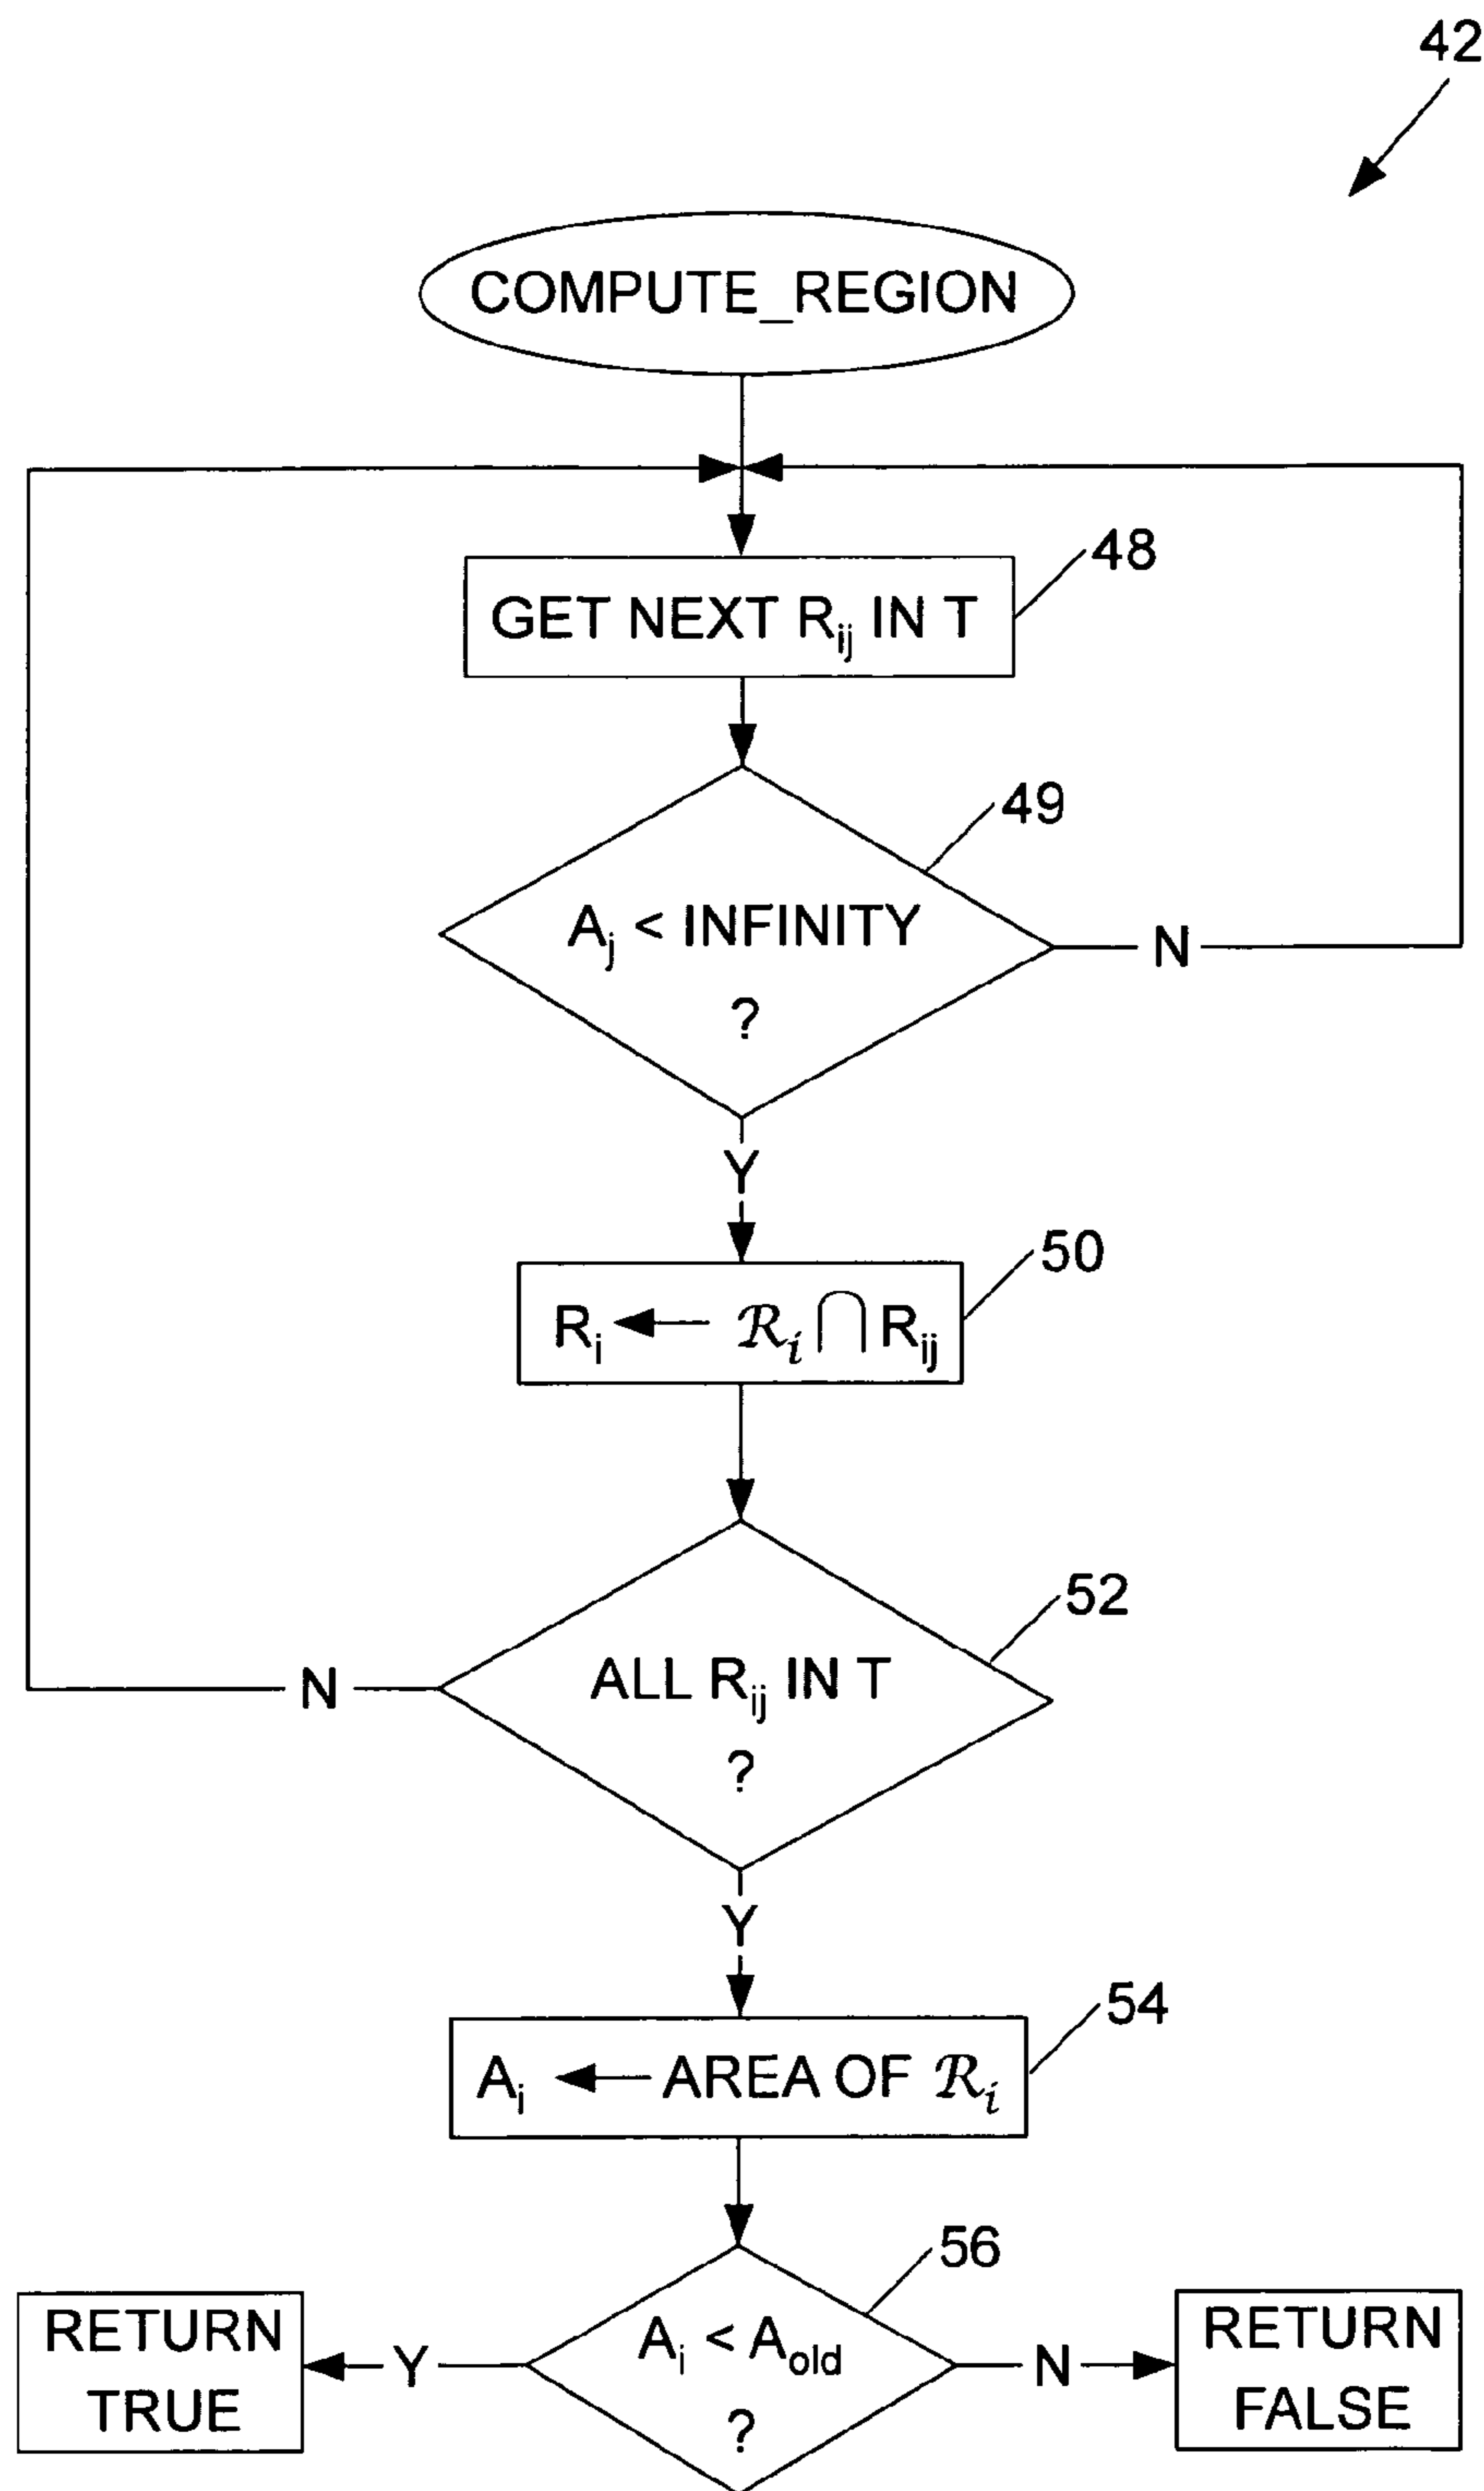 42
COMPUTE_REGION
GET NEXT Rij IN T
48
49
Aj < INFINITY
?
N
Y
50
Ri ← ℛi ⋂ Rij
52
ALL Rij IN T
?
N
Y
54
Ai ← AREA OF ℛi
56
Ai < Aold
?
Y
N
RETURN
TRUE
RETURN
FALSE